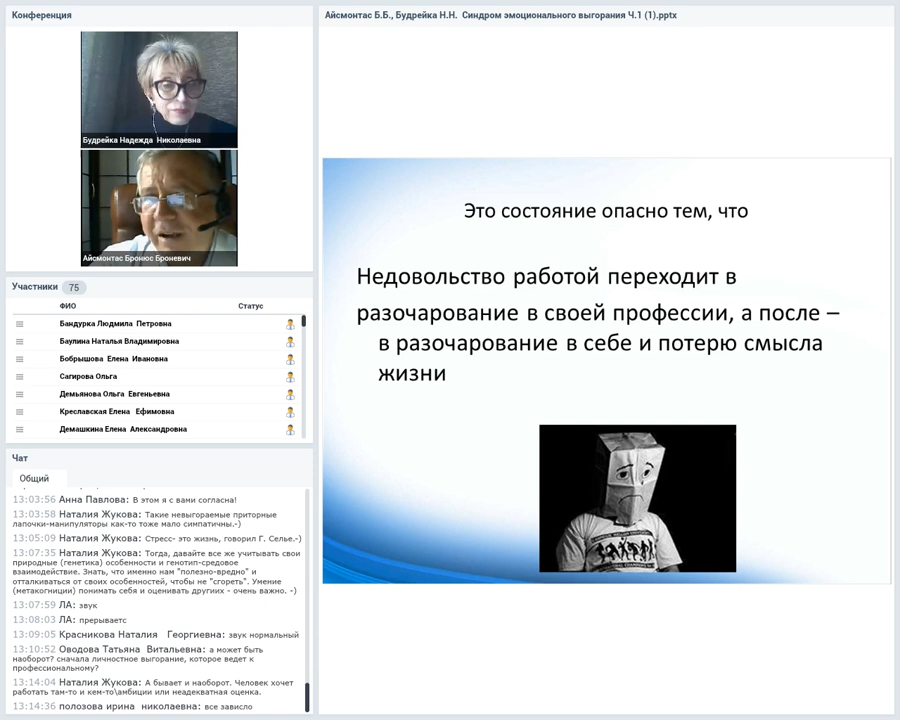 Конференция
Будрейка Надежда Николаевна
Айсмонтас Бронюс Броневич
Участники 75
ФИО Статус
Бандурка Людмила Петровна
Баулина Наталья Владимировна
Бобрышова Елена Ивановна
Сагирова Ольга
Демьянова Ольга Евгеньевна
Креславская Елена Ефимовна
Демашкина Елена Александровна
Чат
Общий
13:03:56 Анна Павлова: В этом я с вами согласна!
13:03:58 Наталия Жукова: Такие невыгораемые приторные
лапочки-манипуляторы как-то тоже мало симпатичны.-)
13:05:09 Наталия Жукова: Стресс- это жизнь, говорил Г. Селье.-)
13:07:35 Наталия Жукова: Тогда, давайте все же учитывать свои
природные (генетика) особенности и генотип-средовое
взаимодействие. Знать, что именно нам "полезно-вредно" и
отталкиваться от своих особенностей, чтобы не "сгореть". Умение
(метакогниции) понимать себя и оценивать других - очень важно. -)
13:07:59 ЛА: звук
13:08:03 ЛА: прерываетс
13:09:05 Красникова Наталия Георгиевна: звук нормальный
13:10:52 Оводова Татьяна Витальевна: а может быть
наоборот? сначала личностное выгорание, которое ведет к
профессиональному?
13:14:04 Наталия Жукова: А бывает и наоборот. Человек хочет
работать там-то и кем-то\амбиции или неадекватная оценка.
13:14:36 полозова ирина николаевна: все зависло
Айсмонтас Б.Б., Будрейка Н.Н. Синдром эмоционального выгорания Ч.1 (1).pptx
Это состояние опасно тем, что
Недовольство работой переходит в
разочарование в своей профессии, а после –
в разочарование в себе и потерю смысла
жизни